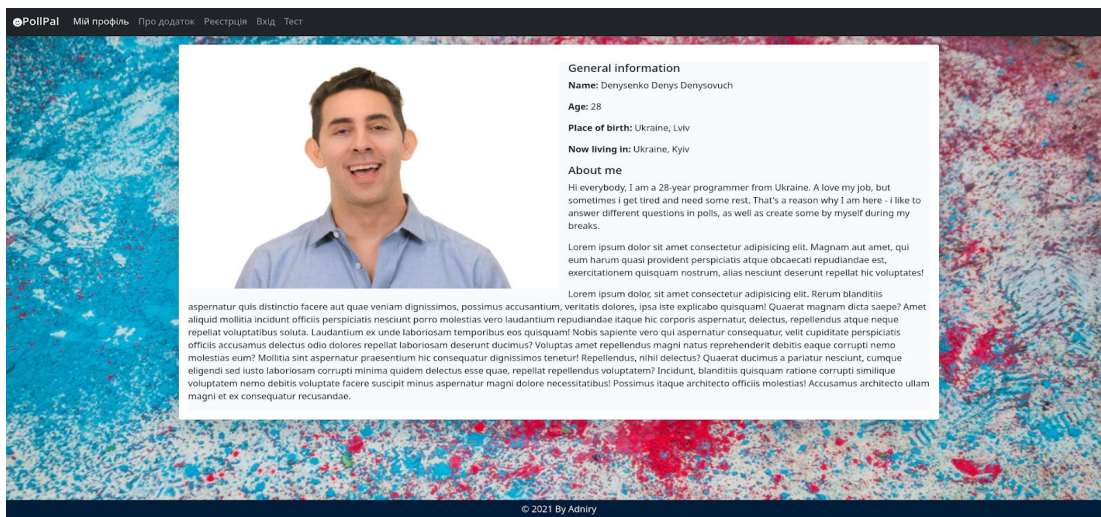 PollPal Мій профіль Про додаток Реєстрція Вхід Тест
General information
Name: Denysenko Denys Denysovuch
Age: 28
Place of birth: Ukraine, Lviv
Now living in: Ukraine, Kyiv
About me
Hi everybody, I am a 28-year programmer from Ukraine. A love my job, but
sometimes i get tired and need some rest. That's a reason why I am here - i like to
answer different questions in polls, as well as create some by myself during my
breaks.
Lorem ipsum dolor sit amet consectetur adipisicing elit. Magnam aut amet, qui
eum harum quasi provident perspiciatis atque obcaecati repudiandae est,
exercitationem quisquam nostrum, alias nesciunt deserunt repellat hic voluptates!
Lorem ipsum dolor, sit amet consectetur adipisicing elit. Rerum blanditiis
aspernatur quis distinctio facere aut quae veniam dignissimos, possimus accusantium, veritatis dolores, ipsa iste explicabo quisquam! Quaerat magnam dicta saepe? Amet
aliquid mollitia incidunt officiis perspiciatis nesciunt porro molestias vero laudantium repudiandae itaque hic corporis aspernatur, delectus, repellendus atque neque
repellat voluptatibus soluta. Laudantium ex unde laboriosam temporibus eos quisquam! Nobis sapiente vero qui aspernatur consequatur, velit cupiditate perspiciatis
officiis accusamus delectus odio dolores repellat laboriosam deserunt ducimus? Voluptas amet repellendus magni natus reprehenderit debitis eaque corrupti nemo
molestias eum? Mollitia sint aspernatur praesentium hic consequatur dignissimos tenetur! Repellendus, nihil delectus? Quaerat ducimus a pariatur nesciunt, cumque
eligendi sed iusto laboriosam corrupti minima quidem delectus esse quae, repellat repellendus voluptatem? Incidunt, blanditiis quisquam ratione corrupti similique
voluptatem nemo debitis voluptate facere suscipit minus aspernatur magni dolore necessitatibus! Possimus itaque architecto officiis molestias! Accusamus architecto ullam
magni et ex consequatur recusandae.
© 2021 By Adniry